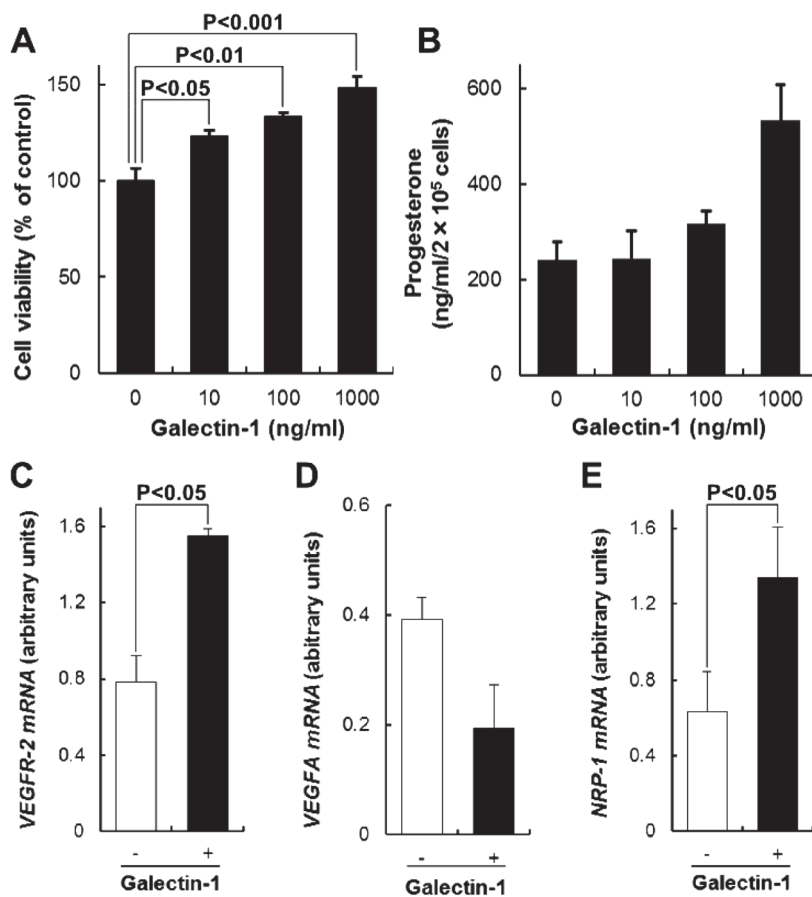 A
P<0.001
P<0.01
P<0.05
150
100
50
0
Cell viability (% of control)
0 10 100 1000
Galectin-1 (ng/ml)
B
600
400
200
0
Progesterone
(ng/ml/2 × 10⁵ cells)
0 10 100 1000
Galectin-1 (ng/ml)
C
P<0.05
1.6
1.2
0.8
0.4
0
VEGFR-2 mRNA (arbitrary units)
- +
Galectin-1
D
0.6
0.4
0.2
0
VEGFA mRNA (abitrary units)
- +
Galectin-1
E
P<0.05
1.6
1.2
0.8
0.4
0
NRP-1 mRNA (arbitrary units)
- +
Galectin-1